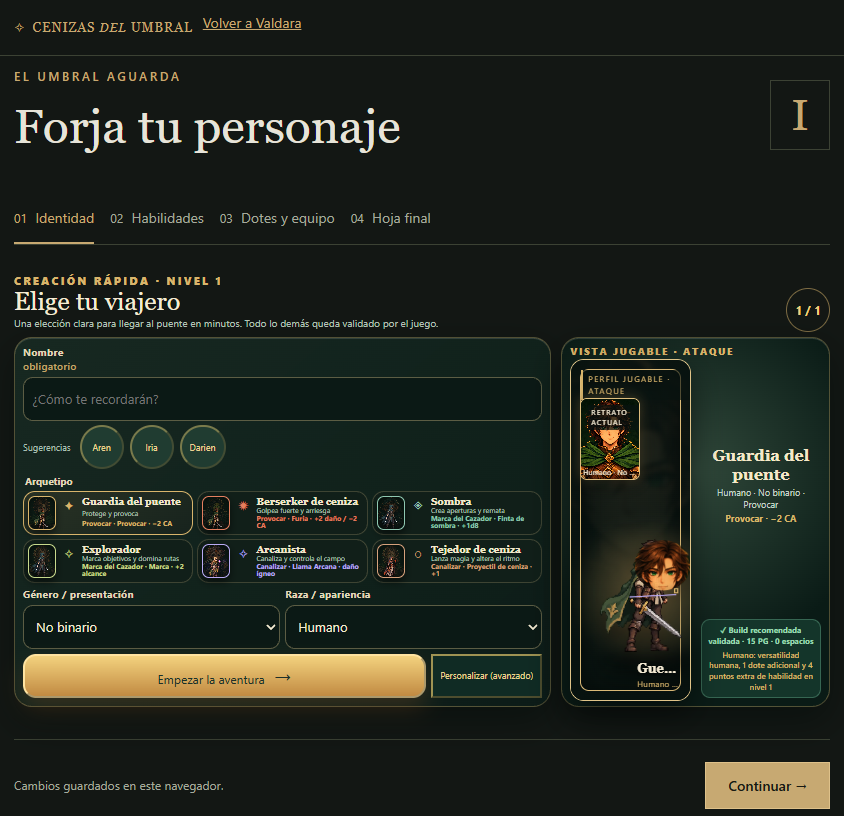 ✧ CENIZAS DEL UMBRAL Volver a Valdara
EL UMBRAL AGUARDA
Forja tu personaje
I
01 Identidad 02 Habilidades 03 Dotes y equipo 04 Hoja final
CREACIÓN RÁPIDA · NIVEL 1
Elige tu viajero
Una elección clara para llegar al puente en minutos. Todo lo demás queda validado por el juego.
1 / 1
Nombre
obligatorio
¿Cómo te recordarán?
Sugerencias Aren Iria Darien
Arquetipo
Guardia del puente
Protege y provoca
Provocar · Provocar · −2 CA
Berserker de ceniza
Golpea fuerte y arriesga
Provocar · Furia · +2 daño / −2
CA
Sombra
Crea aperturas y remata
Marca del Cazador · Finta de
sombra · +1d8
Explorador
Marca objetivos y domina rutas
Marca del Cazador · Marca · +2
alcance
Arcanista
Canaliza y controla el campo
Canalizar · Llama Arcana · daño
ígneo
Tejedor de ceniza
Lanza magia y altera el ritmo
Canalizar · Proyectil de ceniza ·
+1
Género / presentación
No binario
Raza / apariencia
Humano
Empezar la aventura →
Personalizar (avanzado)
VISTA JUGABLE · ATAQUE
PERFIL JUGABLE ·
ATAQUE
RETRATO
ACTUAL
Humano · No ...
Gue...
Humano ...
Guardia del
puente
Humano · No binario ·
Provocar
Provocar · −2 CA
✓ Build recomendada
validada · 15 PG · 0 espacios
Humano: versatilidad
humana, 1 dote adicional y 4
puntos extra de habilidad en
nivel 1
Cambios guardados en este navegador.
Continuar →